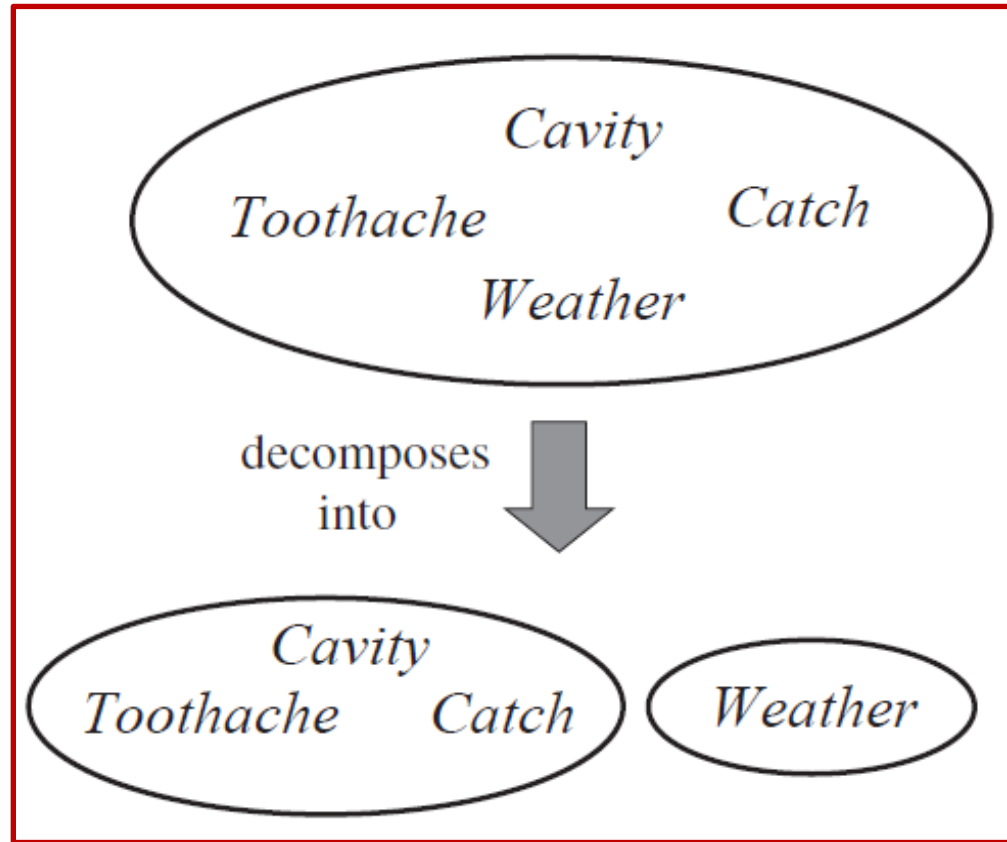 Cavity
Toothache Catch
Weather
decomposes
into
Cavity
Toothache Catch Weather